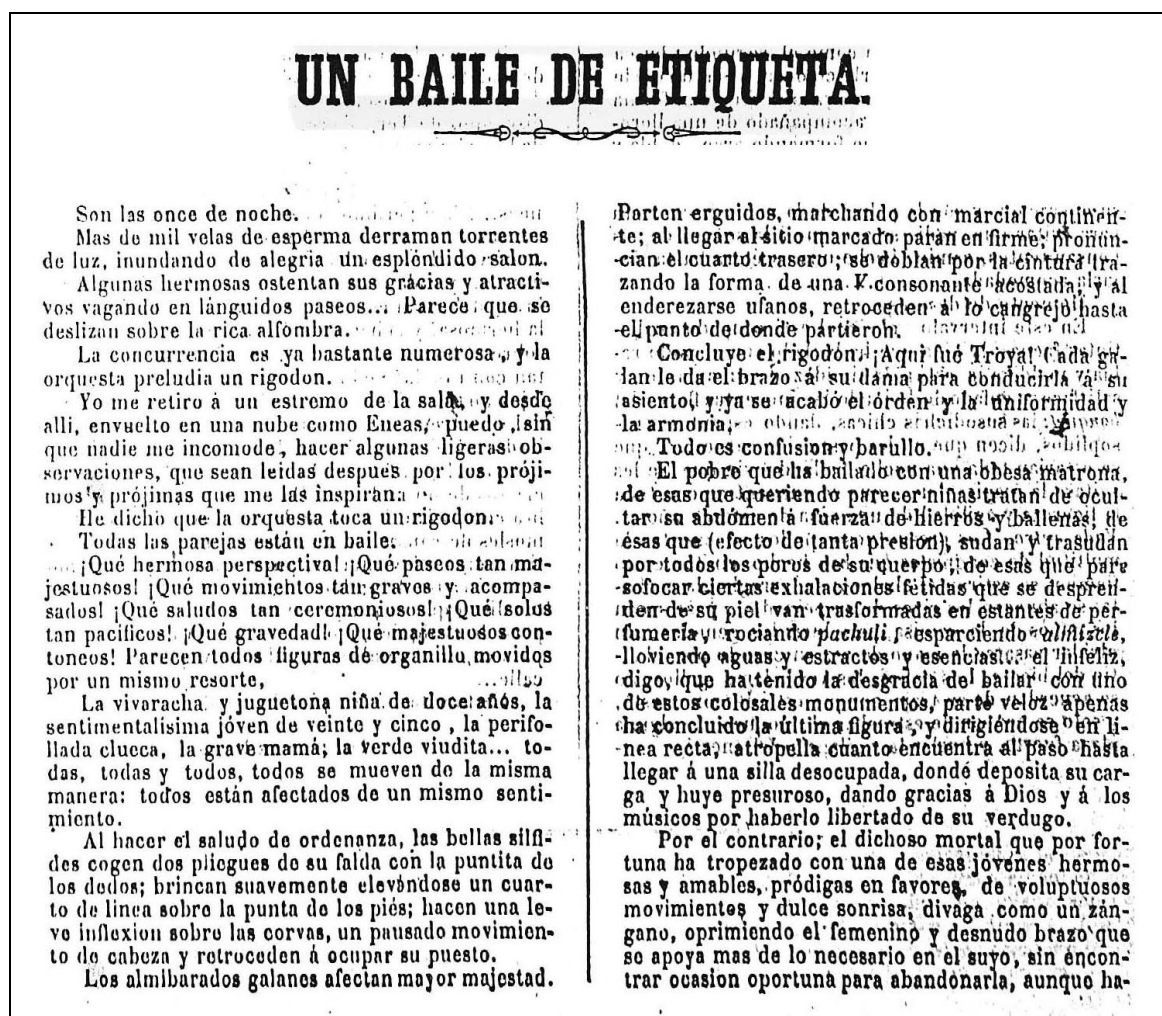 UN BAILE DE ETIQUETA.
Son las once de noche.
Mas de mil velas de esperma derraman torrentes
de luz, inundando de alegria un espléndido salon.
Algunas hermosas ostentan sus grácias y atracti-
vos vagando en lánguidos paseos... Parece que se
deslizan sobre la rica alfombra.
La concurrencia es ya bastante numerosa, y la
orquesta preludia un rigodon.
Yo me retiro á un estremo de la sala, y desde
alli, envuelto en una nube como Eneas, puedo, sin
que nadie me incomode, hacer algunas ligeras ob-
servaciones, que sean leidas despues por los próji-
mos y prójimas que me las inspiran.
He dicho que la orquesta toca un rigodon.
Todas las parejas están en baile.
¡Qué hermosa perspectiva! ¡Qué paseos tan ma-
jestuosos! ¡Qué movimientos tan graves y acompa-
sados! ¡Qué saludos tan ceremoniosos! ¡Qué solos
tan pacificos! ¡Qué gravedad! ¡Qué majestuosos con-
toneos! Parecen todos figuras de organillo movidos
por un mismo resorte,
La vivaracha y juguetona niña de doce años, la
sentimentalísima jóven de veinte y cinco, la perifo-
llada clueca, la grave mamá; la verde viudita... to-
das, todas y todos, todos se mueven de la misma
manera: todos están afectados de un mismo senti-
miento.
Al hacer el saludo de ordenanza, las bellas silfi-
des cogen dos pliegues de su falda con la puntita de
los dedos; brincan suavemente elevándose un cuar-
to de linea sobre la punta de los piés; hacen una le-
ve inflexion sobre las corvas, un pausado movimien-
to de cabeza y retroceden á ocupar su puesto.
Los almibarados galanes afectan mayor majestad.
Parten erguidos, marchando con marcial continen-
te; al llegar al sitio marcado paran en firme; pronun-
cian el cuarto trasero; se doblan por la cintura tra-
zando la forma de una V consonante acostada, y al
enderezarse ufanos, retroceden á lo cangrejo hasta
el punto de donde partieron.
Concluye el rigodon. ¡Aqui fué Troya! Cada ga-
lan le da el brazo á su dama para conducirla á su
asiento, y ya se acabó el órden y la uniformidad y
la armonia.
Todo es confusion y barullo.
El pobre que ha bailado con una obesa matrona,
de esas que queriendo parecer niñas tratan de ocul-
tar su abdómen á fuerza de hierros y ballenas, de
esas que (efecto de tanta presion), sudan y trasudan
por todos los poros de su cuerpo, de esas que para
sofocar ciertas exhalaciones fétidas que se despren-
den de su piel van trasformadas en estantes de per-
fumeria y rociando pachuli, esparciendo almizcle,
lloviendo aguas y estractos y esencias: el infeliz,
digo, que ha tenido la desgracia de bailar con uno
de estos colosales monumentos, parte veloz apenas
ha concluido la última figura, y dirigiéndose en li-
nea recta, atropella cuanto encuentra al paso hasta
llegar á una silla desocupada, donde deposita su car-
ga y huye presuroso, dando gracias á Dios y á los
músicos por haberlo libertado de su verdugo.
Por el contrario; el dichoso mortal que por for-
tuna ha tropezado con una de esas jóvenes hermo-
sas y amables, pródigas en favores, de voluptuosos
movimientos y dulce sonrisa, divaga como un zán-
gano, oprimiendo el femenino y desnudo brazo que
se apoya mas de lo necesario en el suyo, sin encon-
trar ocasion oportuna para abandonarla, aunque ha-